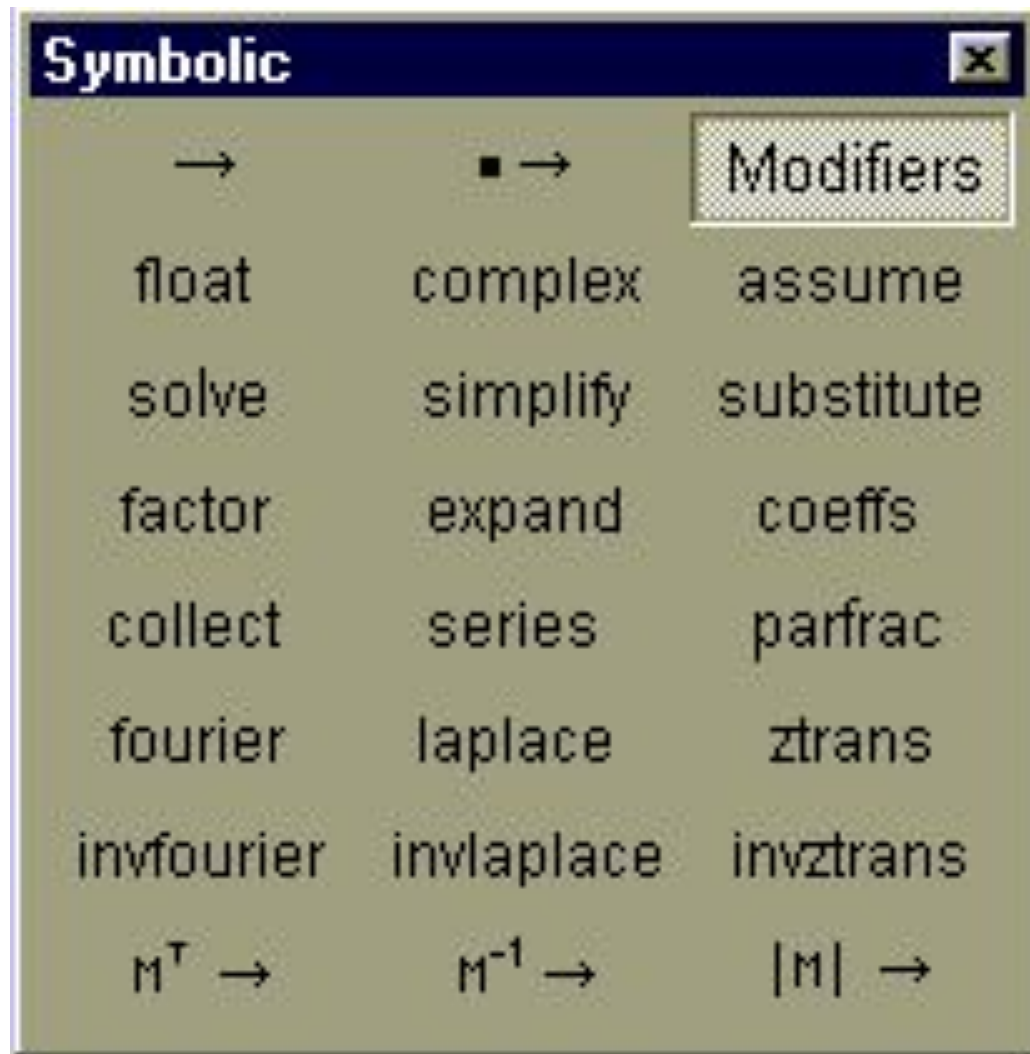 Symbolic
→ ▪ → Modifiers
float complex assume
solve simplify substitute
factor expand coeffs
collect series parfrac
fourier laplace ztrans
invfourier invlaplace invztrans
Mᵀ → M⁻¹ → |M| →